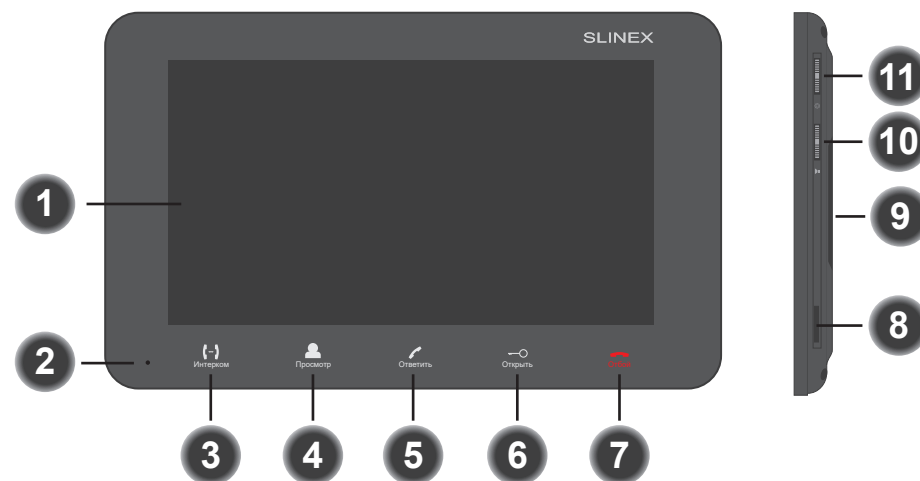 SLINEX
1
2
Интерком
Просмотр
Ответить
Открыть
3
4
5
6
7
11
10
9
8